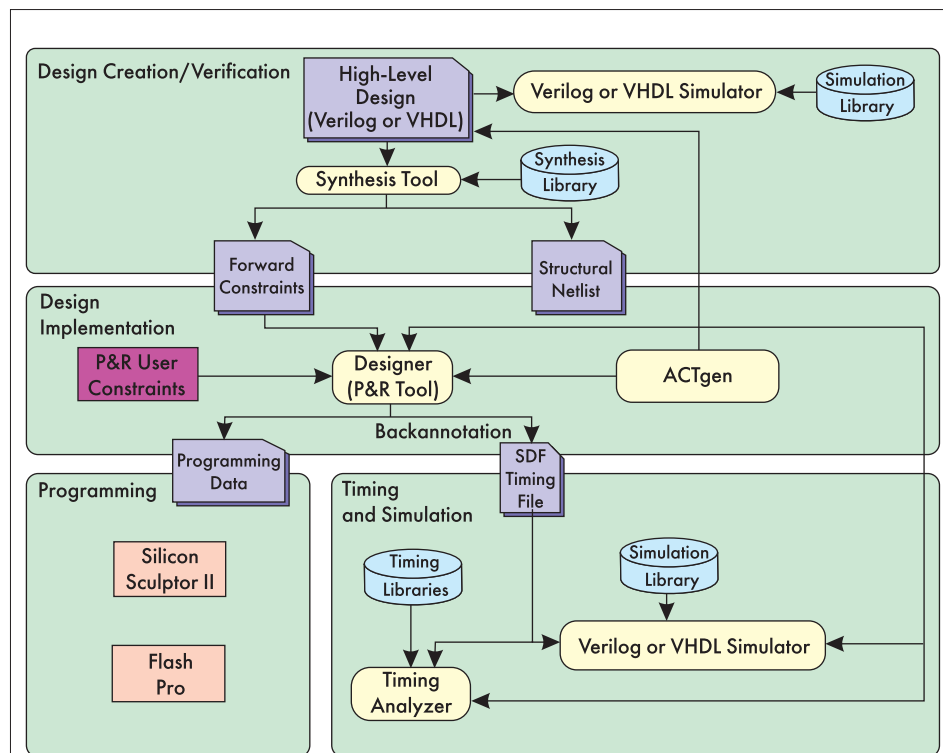 Design Creation/Verification
High-Level
Design
(Verilog or VHDL)
Verilog or VHDL Simulator
Simulation
Library
Synthesis Tool
Synthesis
Library
Forward
Constraints
Structural
Netlist
Design
Implementation
P&R User
Constraints
Designer
(P&R Tool)
ACTgen
Backannotation
Programming
Programming
Data
SDF
Timing
File
Timing
and Simulation
Silicon
Sculptor II
Flash
Pro
Timing
Libraries
Simulation
Library
Verilog or VHDL Simulator
Timing
Analyzer